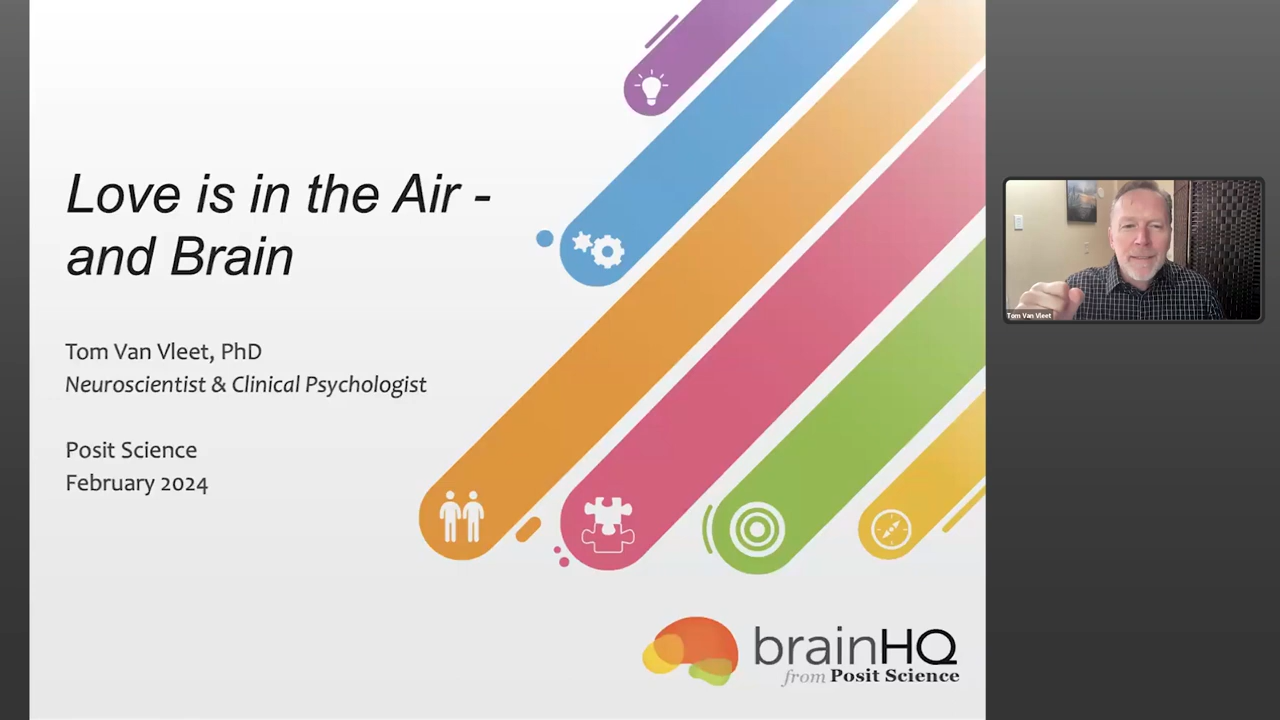 Love is in the Air -
and Brain
Tom Van Vleet, PhD
Neuroscientist & Clinical Psychologist
Posit Science
February 2024
brainHQ
from Posit Science
Tom Van Vleet